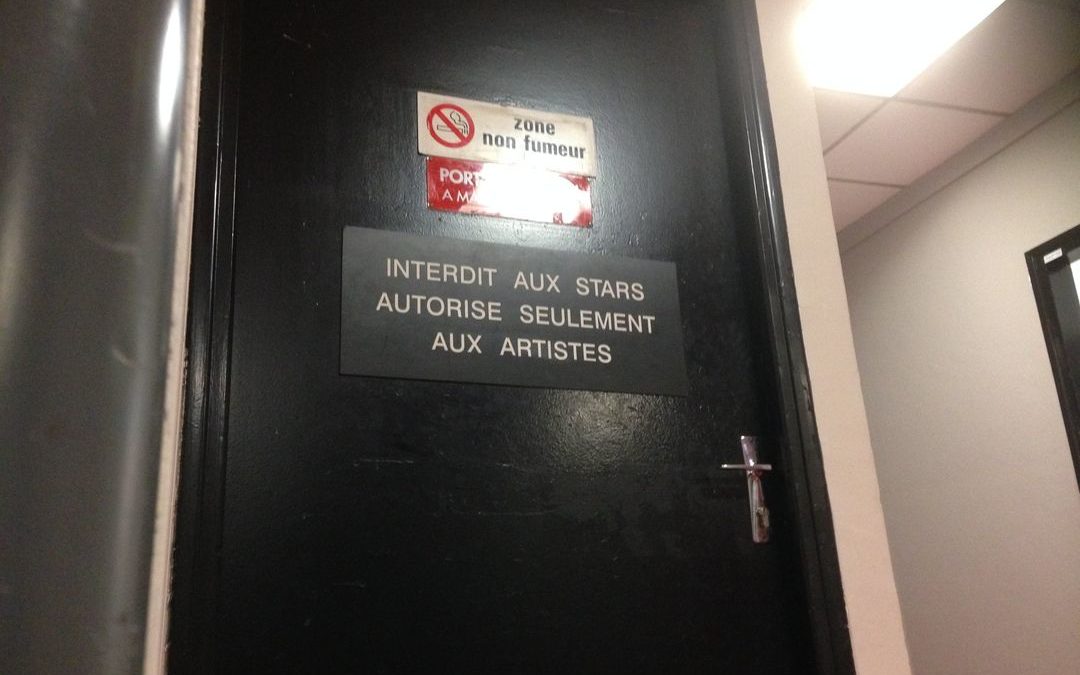 zone
non fumeur
INTERDIT AUX STARS
AUTORISE SEULEMENT
AUX ARTISTES